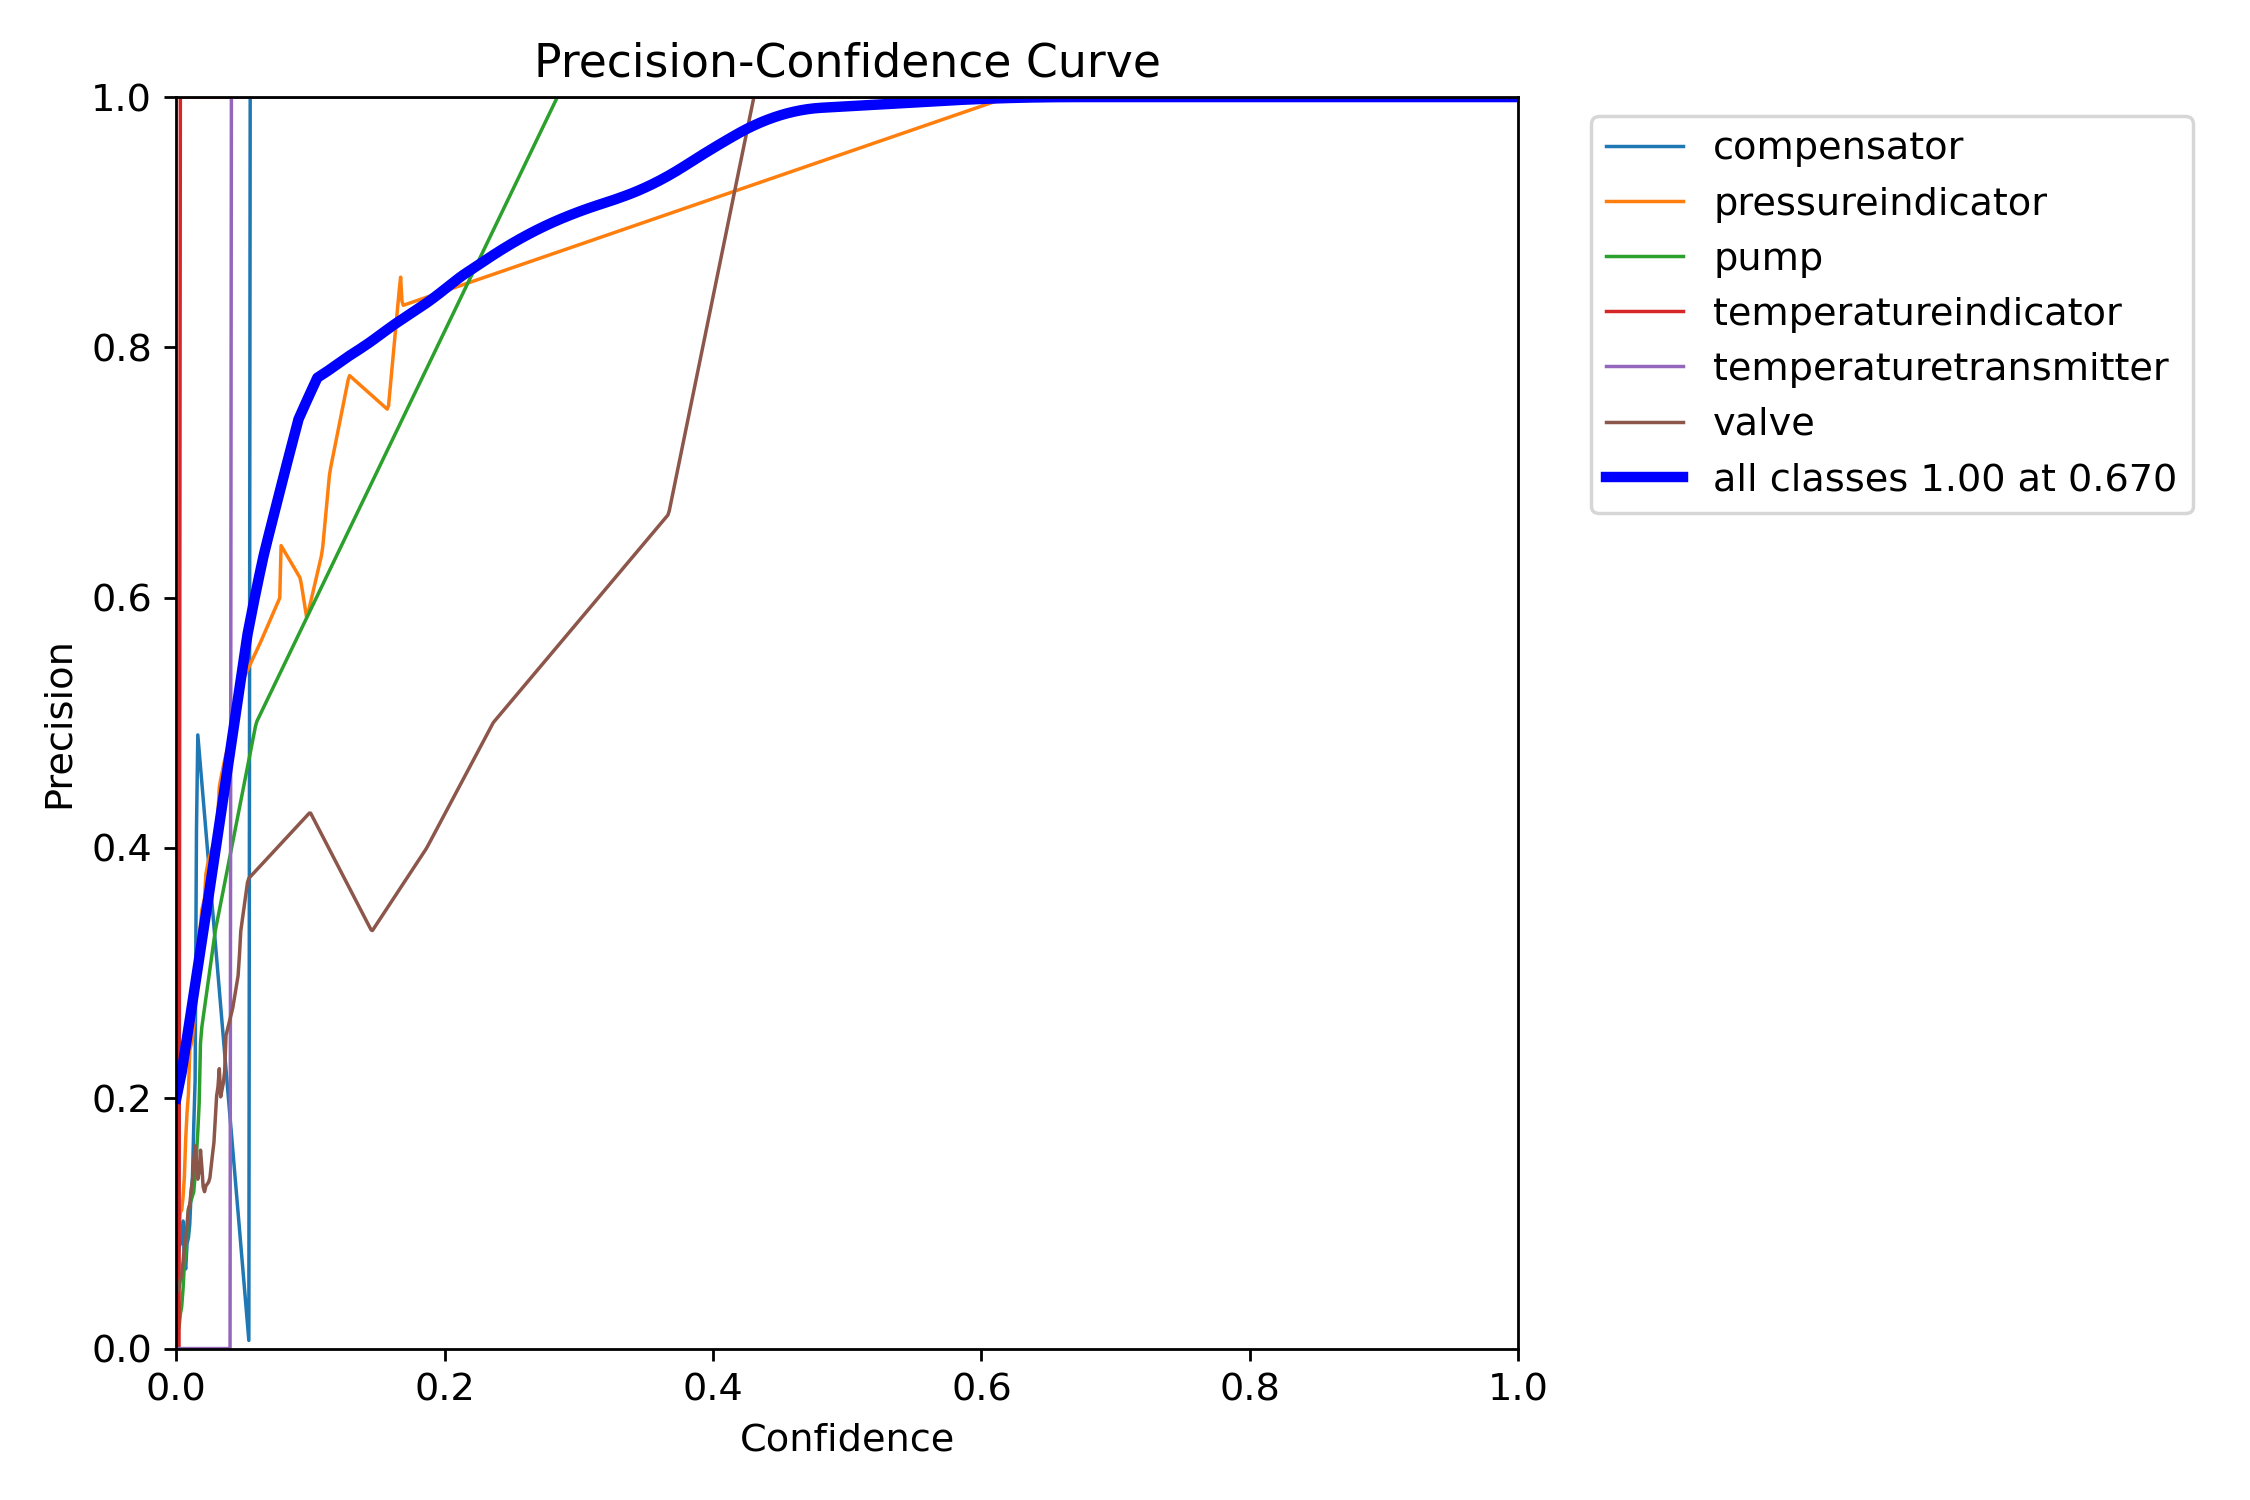 Precision-Confidence Curve
1.0
0.8
0.6
0.4
0.2
0.0
Precision
0.0 0.2 0.4 0.6 0.8 1.0
Confidence
compensator
pressureindicator
pump
temperatureindicator
temperaturetransmitter
valve
all classes 1.00 at 0.670